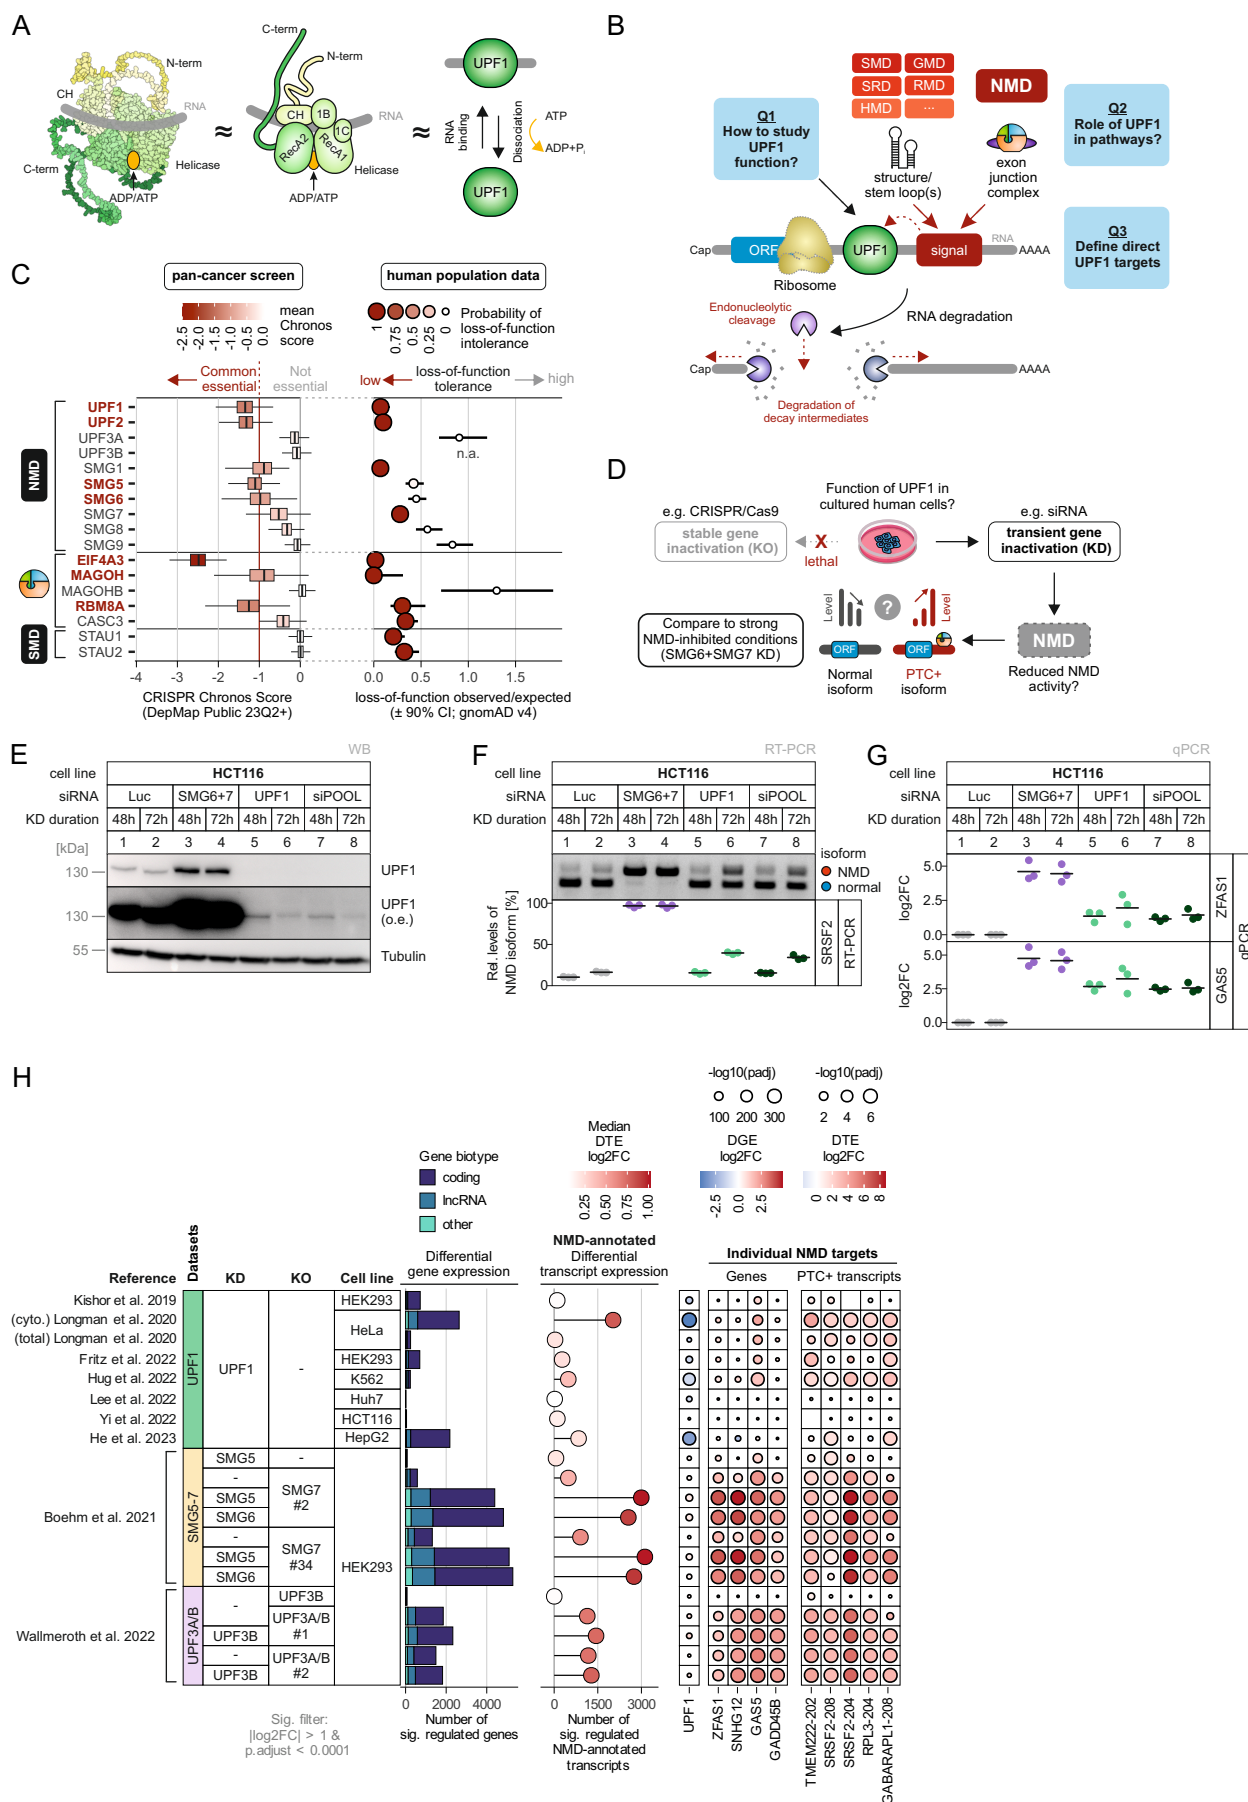 A
C-term
N-term
CH
RNA
C-term
Helicase
ADP/ATP
≈
C-term
N-term
CH
1B
1C
RNA
RecA2
RecA1
Helicase
ADP/ATP
≈
UPF1
RNA
binding
Dissociation
ATP
ADP+Pi
UPF1
B
Q1
How to study
UPF1
function?
SMD
GMD
SRD
RMD
HMD
...
NMD
Q2
Role of UPF1
in pathways?
structure/
stem loop(s)
exon
junction
complex
Q3
Define direct
UPF1 targets
Cap
ORF
UPF1
signal
RNA
AAAA
Ribosome
Endonucleolytic
cleavage
RNA degradation
Cap
AAAA
Degradation of
decay intermediates
C
pan-cancer screen
human population data
-2.5
-2.0
-1.5
-1.0
-0.5
0.0
mean
Chronos
score
1
0.75
0.5
0.25
0
Probability of
loss-of-function
intolerance
Common
essential
Not
essential
low
loss-of-function
tolerance
high
NMD
UPF1
UPF2
UPF3A
UPF3B
n.a.
SMG1
SMG5
SMG6
SMG7
SMG8
SMG9
EIF4A3
MAGOH
MAGOHB
RBM8A
CASC3
SMD
STAU1
STAU2
-4 -3 -2 -1 0
CRISPR Chronos Score
(DepMap Public 23Q2+)
0.0 0.5 1.0 1.5
loss-of-function observed/expected
(± 90% CI; gnomAD v4)
D
Function of UPF1 in
cultured human cells?
e.g. CRISPR/Cas9
stable gene
inactivation (KO)
X
lethal
e.g. siRNA
transient gene
inactivation (KD)
Compare to strong
NMD-inhibited conditions
(SMG6+SMG7 KD)
Level
?
Level
ORF
ORF
Normal
isoform
PTC+
isoform
NMD
Reduced NMD
activity?
E
WB
cell line HCT116
siRNA Luc SMG6+7 UPF1 siPOOL
KD duration 48h 72h 48h 72h 48h 72h 48h 72h
[kDa] 1 2 3 4 5 6 7 8
130 UPF1
130 UPF1
(o.e.)
55 Tubulin
F
RT-PCR
cell line HCT116
siRNA Luc SMG6+7 UPF1 siPOOL
KD duration 48h 72h 48h 72h 48h 72h 48h 72h
1 2 3 4 5 6 7 8
isoform
NMD
normal
Rel. levels of
NMD isoform [%]
100
50
0
SRSF2
RT-PCR
G
qPCR
cell line HCT116
siRNA Luc SMG6+7 UPF1 siPOOL
KD duration 48h 72h 48h 72h 48h 72h 48h 72h
1 2 3 4 5 6 7 8
log2FC
5.0
2.5
0.0
ZFAS1
log2FC
5.0
2.5
0.0
GAS5
qPCR
H
Gene biotype
coding
lncRNA
other
Median
DTE
log2FC
0.25
0.50
0.75
1.00
-log10(padj)
100 200 300
DGE
log2FC
-2.5
0.0
2.5
-log10(padj)
2 4 6
DTE
log2FC
0
2
4
6
8
Reference
Datasets
KD
KO
Cell line
Differential
gene expression
NMD-annotated
Differential
transcript expression
Individual NMD targets
Genes
PTC+ transcripts
Kishor et al. 2019
(cyto.) Longman et al. 2020
(total) Longman et al. 2020
Fritz et al. 2022
Hug et al. 2022
Lee et al. 2022
Yi et al. 2022
He et al. 2023
UPF1
UPF1
-
HEK293
HeLa
HEK293
K562
Huh7
HCT116
HepG2
Boehm et al. 2021
SMG5-7
SMG5
-
-
SMG5
SMG6
SMG7
#2
-
SMG5
SMG6
SMG7
#34
HEK293
Wallmeroth et al. 2022
UPF3A/B
-
UPF3B
UPF3B
UPF3A/B
#1
-
UPF3B
UPF3A/B
#2
Sig. filter:
|log2FC| > 1 &
p.adjust < 0.0001
0 2000 4000
Number of
sig. regulated genes
0 1500 3000
Number of
sig. regulated
NMD-annotated
transcripts
UPF1
ZFAS1
SNHG12
GAS5
GADD45B
TMEM222-202
SRSF2-208
SRSF2-204
RPL3-204
GABARAPL1-208